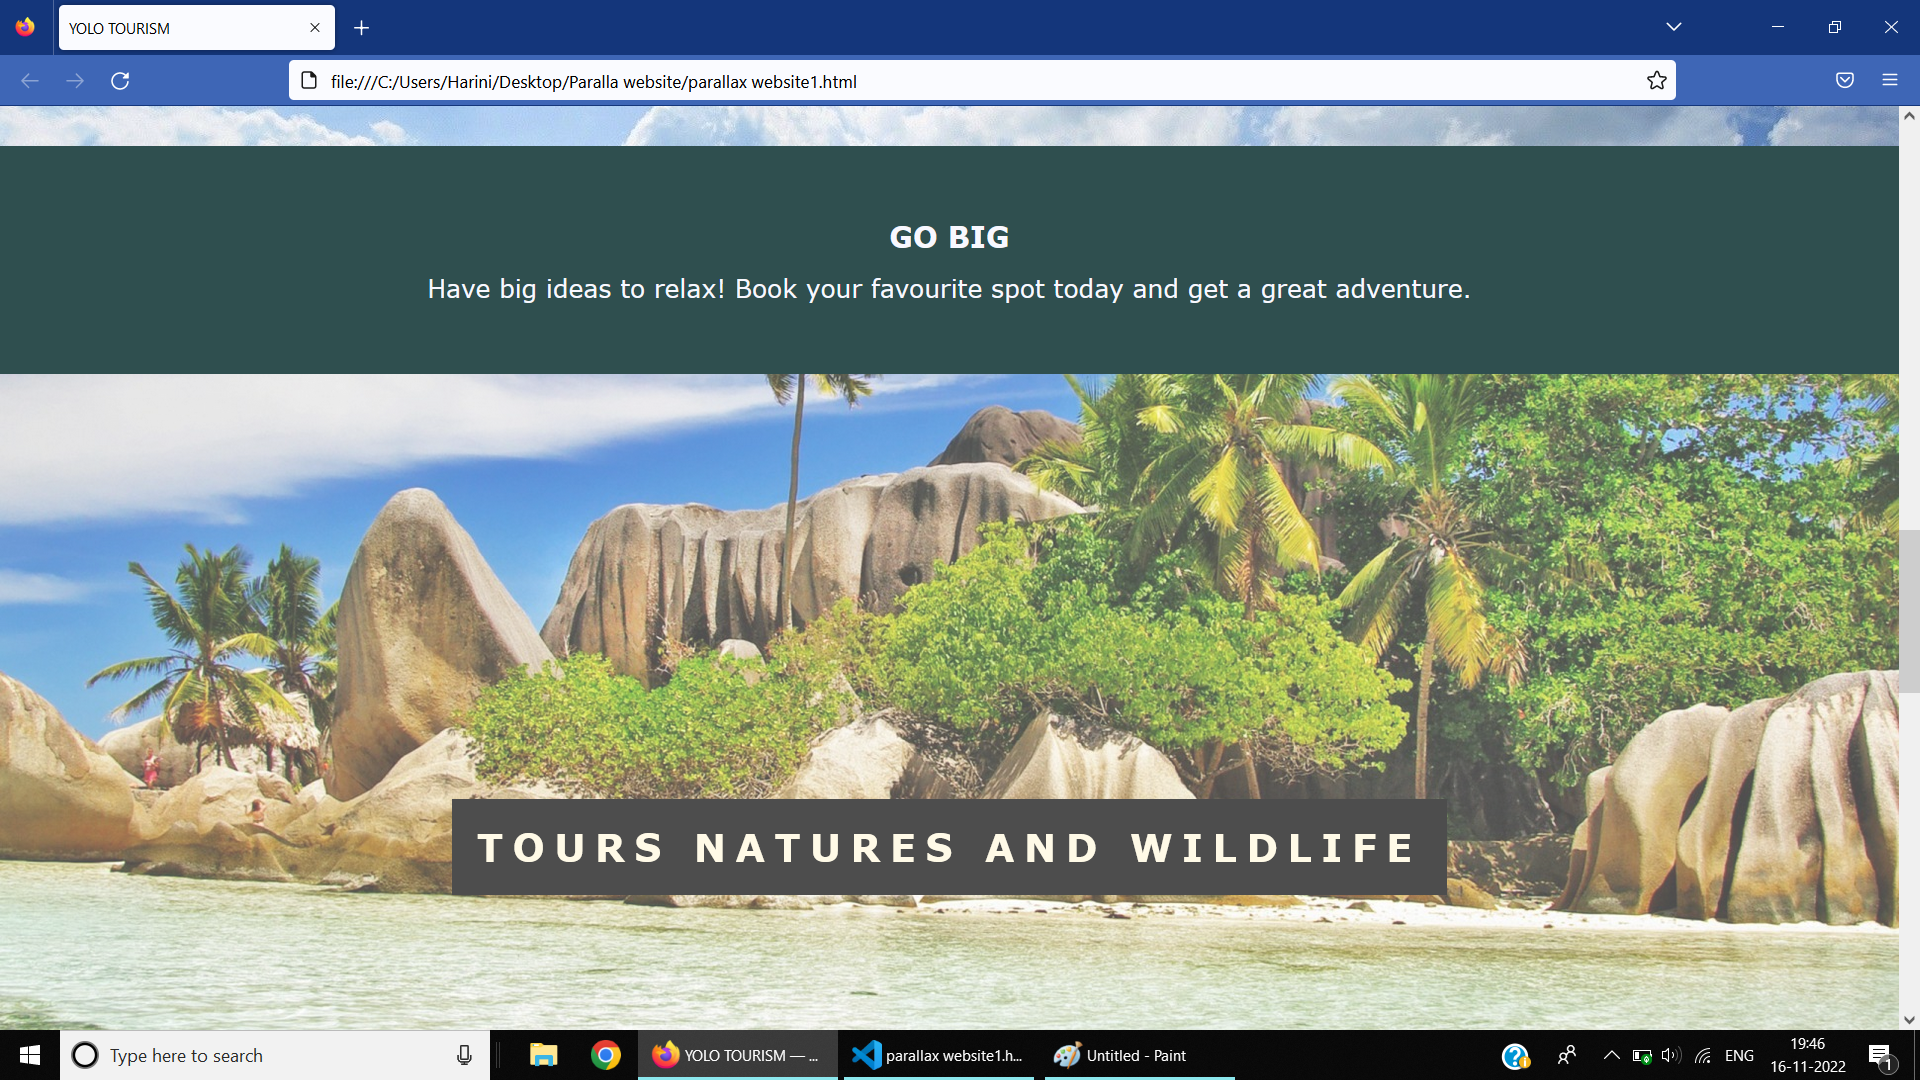 YOLO TOURISM
file:///C:/Users/Harini/Desktop/Paralla website/parallax website1.html
GO BIG
Have big ideas to relax! Book your favourite spot today and get a great adventure.
TOURS NATURES AND WILDLIFE
Type here to search
YOLO TOURISM — ...
parallax website1.h...
Untitled - Paint
ENG
19:46
16-11-2022
1